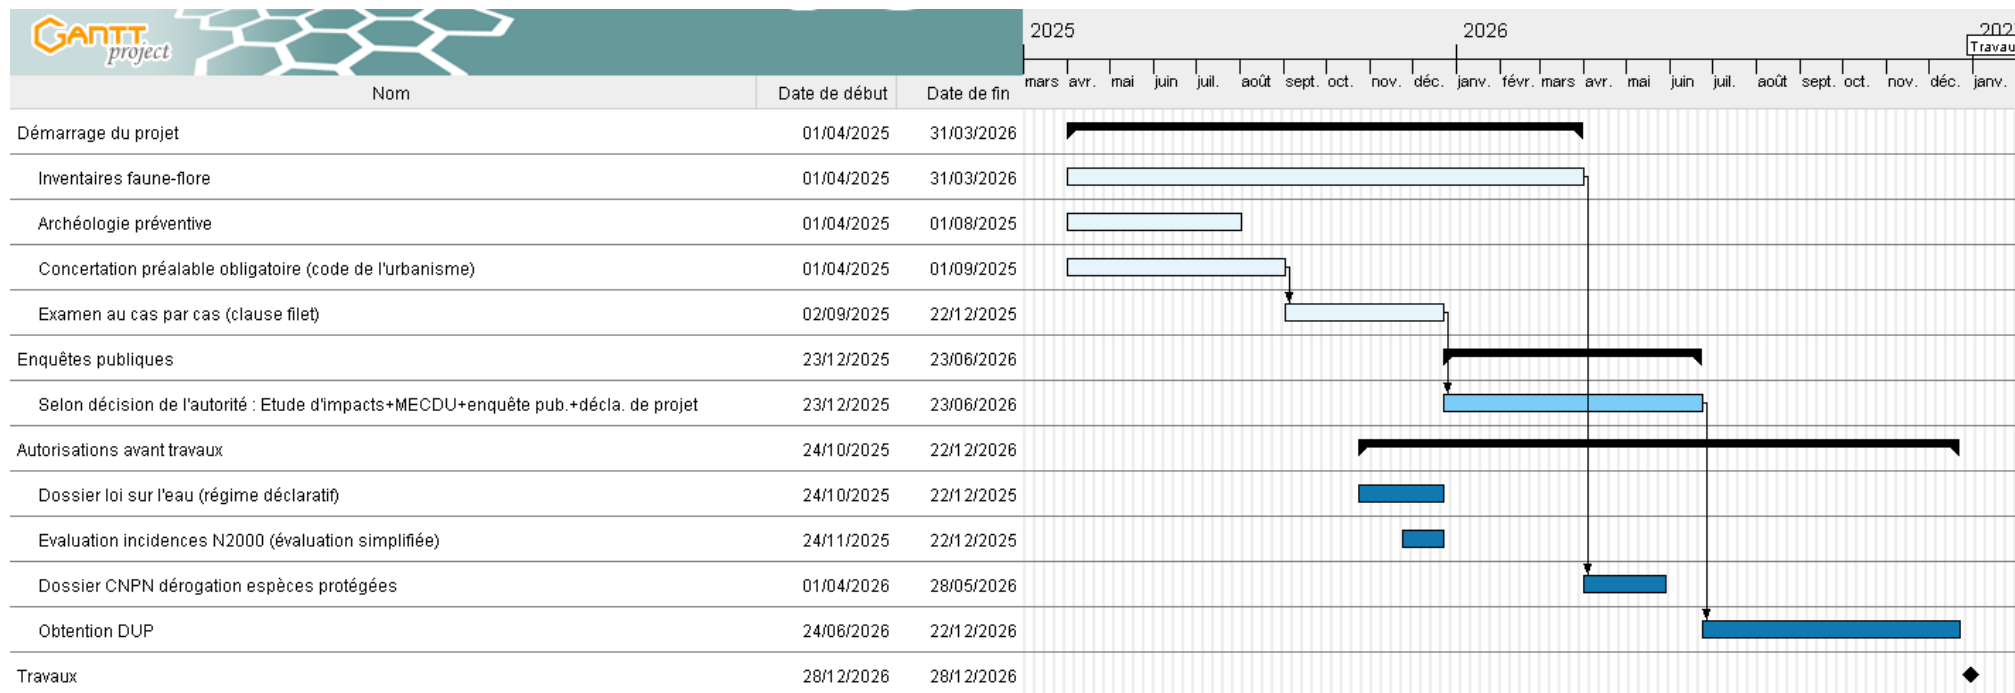 GANTT project
2025 2026 202
Travau
Nom Date de début Date de fin
mars avr. mai juin juil. août sept. oct. nov. déc. janv. févr. mars avr. mai juin juil. août sept. oct. nov. déc. janv.
Démarrage du projet 01/04/2025 31/03/2026
Inventaires faune-flore 01/04/2025 31/03/2026
Archéologie préventive 01/04/2025 01/08/2025
Concertation préalable obligatoire (code de l'urbanisme) 01/04/2025 01/09/2025
Examen au cas par cas (clause filet) 02/09/2025 22/12/2025
Enquêtes publiques 23/12/2025 23/06/2026
Selon décision de l'autorité : Etude d'impacts+MECDU+enquête pub.+décla. de projet 23/12/2025 23/06/2026
Autorisations avant travaux 24/10/2025 22/12/2026
Dossier loi sur l'eau (régime déclaratif) 24/10/2025 22/12/2025
Evaluation incidences N2000 (évaluation simplifiée) 24/11/2025 22/12/2025
Dossier CNPN dérogation espèces protégées 01/04/2026 28/05/2026
Obtention DUP 24/06/2026 22/12/2026
Travaux 28/12/2026 28/12/2026